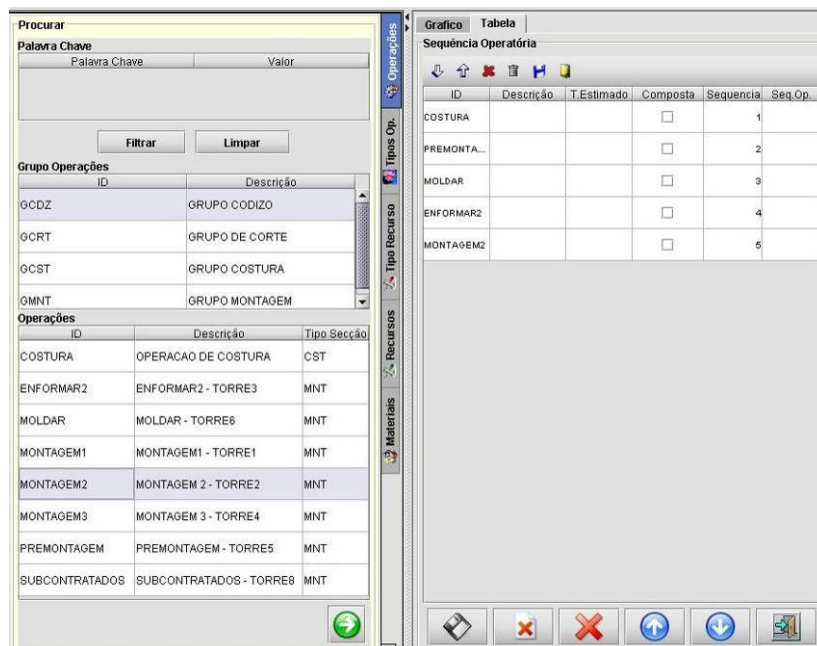 Procurar
Palavra Chave
Palavra Chave Valor
Filtrar Limpar
Grupo Operações
ID Descrição
GCDZ GRUPO CODIZO
GCRT GRUPO DE CORTE
GCST GRUPO COSTURA
GMNT GRUPO MONTAGEM
Operações
ID Descrição Tipo Secção
COSTURA OPERACAO DE COSTURA CST
ENFORMAR2 ENFORMAR2 - TORRE3 MNT
MOLDAR MOLDAR - TORRE6 MNT
MONTAGEM1 MONTAGEM1 - TORRE1 MNT
MONTAGEM2 MONTAGEM 2 - TORRE2 MNT
MONTAGEM3 MONTAGEM 3 - TORRE4 MNT
PREMONTAGEM PREMONTAGEM - TORRE5 MNT
SUBCONTRATADOS SUBCONTRATADOS - TORRE8 MNT
Operações
Tipos Op.
Tipo Recurso
Recursos
Materiais
Grafico Tabela
Sequência Operatória
ID Descrição T.Estimado Composta Sequencia Seq.Op.
COSTURA 1
PREMONTA... 2
MOLDAR 3
ENFORMAR2 4
MONTAGEM2 5